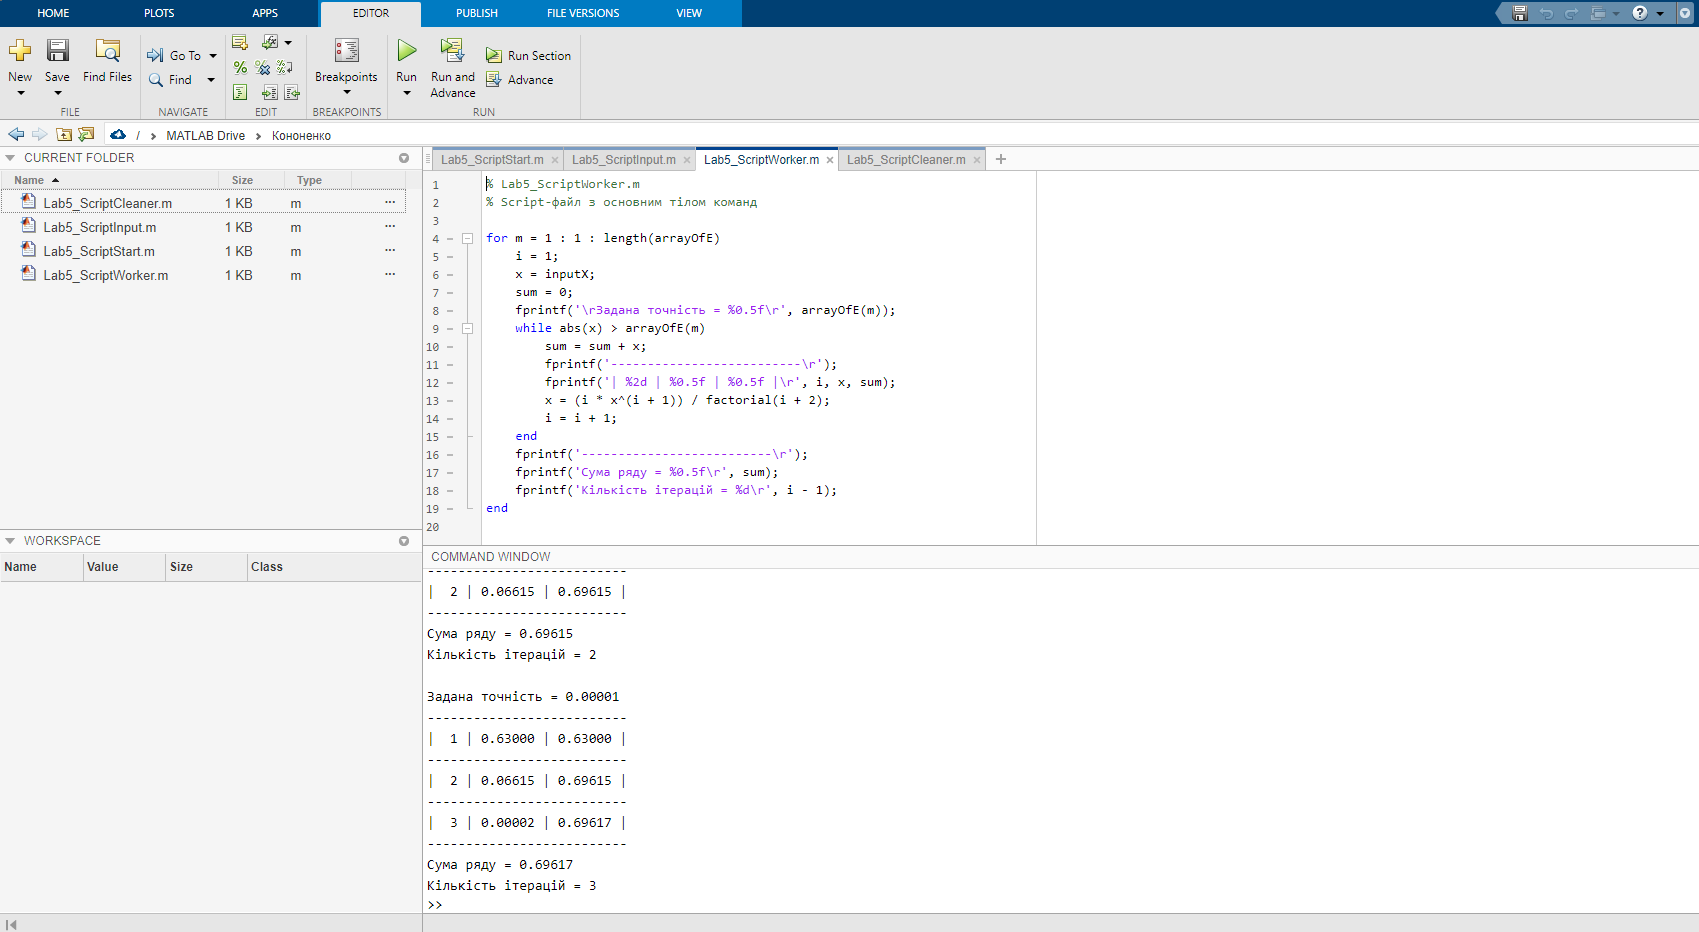 HOME PLOTS APPS EDITOR PUBLISH FILE VERSIONS VIEW
New Save Find Files
Go To
Find
Breakpoints
Run
Run and Advance
Run Section
Advance
FILE NAVIGATE EDIT BREAKPOINTS RUN
/ › MATLAB Drive › Кононенко
CURRENT FOLDER
Name Size Type
Lab5_ScriptCleaner.m 1 KB m ...
Lab5_ScriptInput.m 1 KB m ...
Lab5_ScriptStart.m 1 KB m ...
Lab5_ScriptWorker.m 1 KB m ...
WORKSPACE
Name Value Size Class
Lab5_ScriptStart.m × Lab5_ScriptInput.m × Lab5_ScriptWorker.m × Lab5_ScriptCleaner.m × +
1 % Lab5_ScriptWorker.m
2 % Script-файл з основним тілом команд
3
4 for m = 1 : 1 : length(arrayOfE)
5 i = 1;
6 x = inputX;
7 sum = 0;
8 fprintf('\rЗадана точність = %0.5f\r', arrayOfE(m));
9 while abs(x) > arrayOfE(m)
10 sum = sum + x;
11 fprintf('--------------------------\r');
12 fprintf('| %2d | %0.5f | %0.5f |\r', i, x, sum);
13 x = (i * x^(i + 1)) / factorial(i + 2);
14 i = i + 1;
15 end
16 fprintf('--------------------------\r');
17 fprintf('Сума ряду = %0.5f\r', sum);
18 fprintf('Кількість ітерацій = %d\r', i - 1);
19 end
20
COMMAND WINDOW
--------------------------
| 2 | 0.06615 | 0.69615 |
--------------------------
Сума ряду = 0.69615
Кількість ітерацій = 2
Задана точність = 0.00001
--------------------------
| 1 | 0.63000 | 0.63000 |
--------------------------
| 2 | 0.06615 | 0.69615 |
--------------------------
| 3 | 0.00002 | 0.69617 |
--------------------------
Сума ряду = 0.69617
Кількість ітерацій = 3
>>